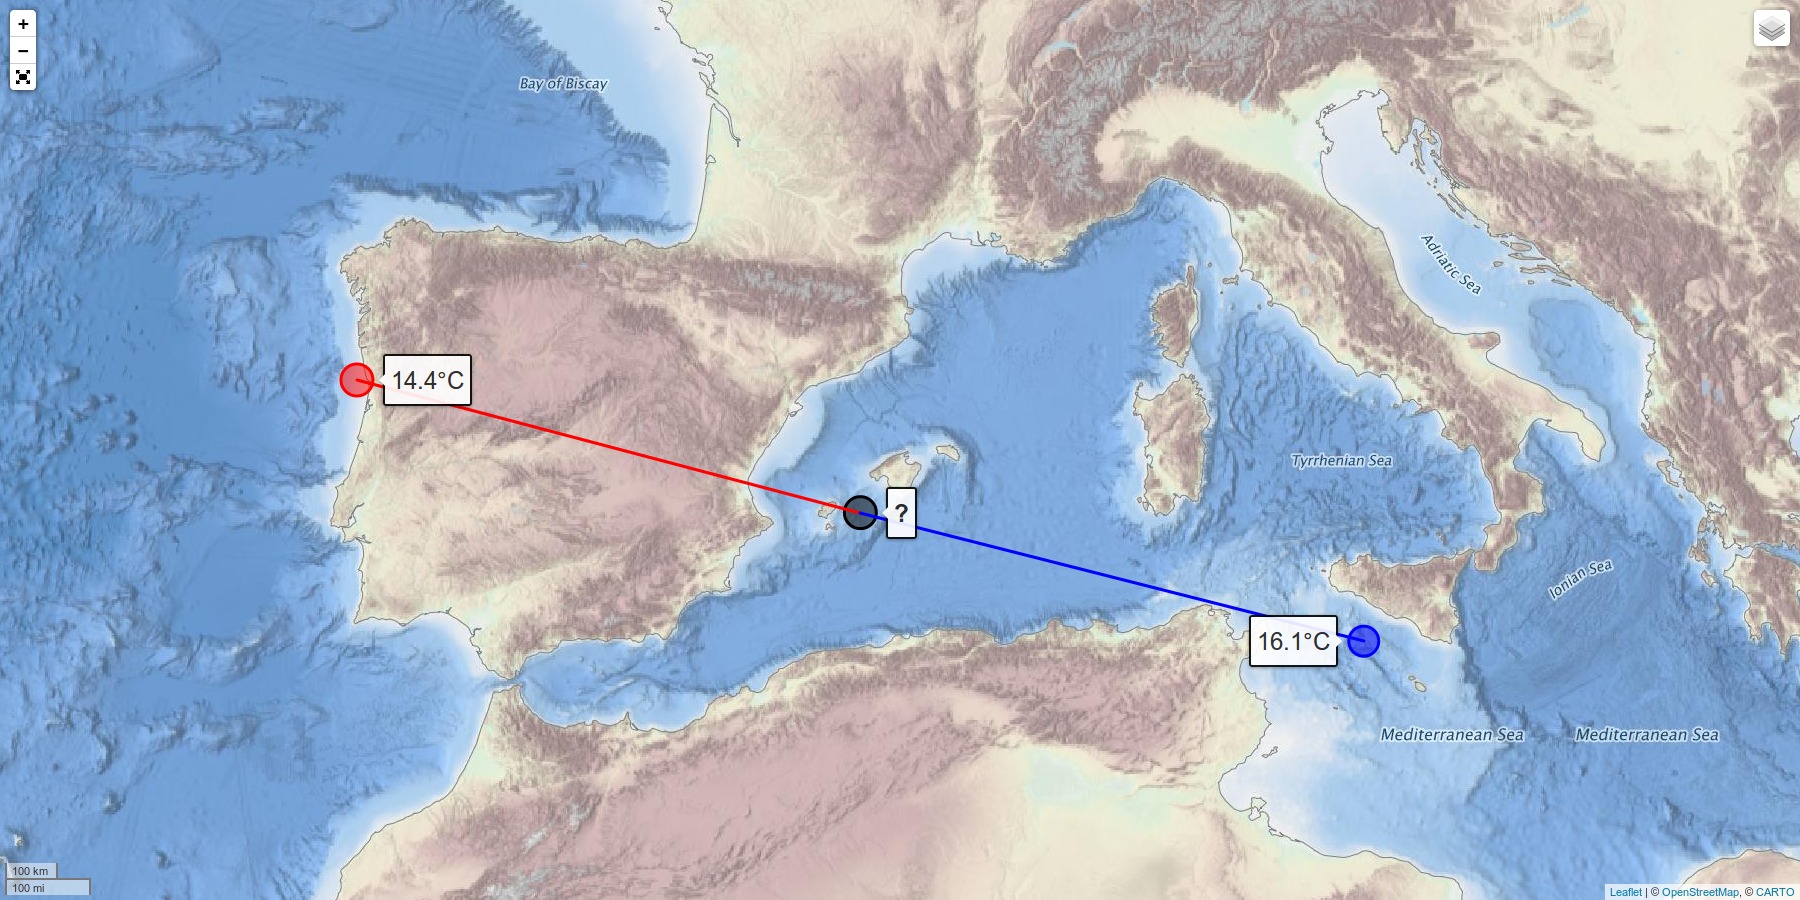 +
−
Bay of Biscay
Adriatic Sea
14.4°C
Tyrrhenian Sea
?
Ionian Sea
16.1°C
Mediterranean Sea
Mediterranean Sea
100 km
100 mi
Leaflet | © OpenStreetMap, © CARTO